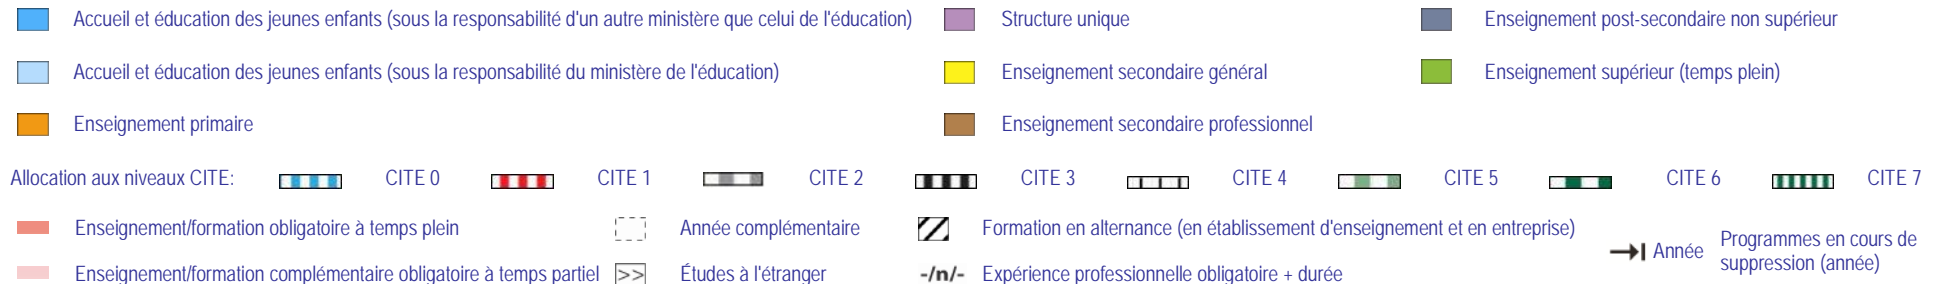 Accueil et éducation des jeunes enfants (sous la responsabilité d'un autre ministère que celui de l'éducation) Structure unique Enseignement post-secondaire non supérieur
Accueil et éducation des jeunes enfants (sous la responsabilité du ministère de l'éducation) Enseignement secondaire général Enseignement supérieur (temps plein)
Enseignement primaire Enseignement secondaire professionnel
Allocation aux niveaux CITE: CITE 0 CITE 1 CITE 2 CITE 3 CITE 4 CITE 5 CITE 6 CITE 7
Enseignement/formation obligatoire à temps plein Année complémentaire Formation en alternance (en établissement d'enseignement et en entreprise) Année Programmes en cours de
suppression (année)
Enseignement/formation complémentaire obligatoire à temps partiel >> Études à l'étranger -/n/- Expérience professionnelle obligatoire + durée